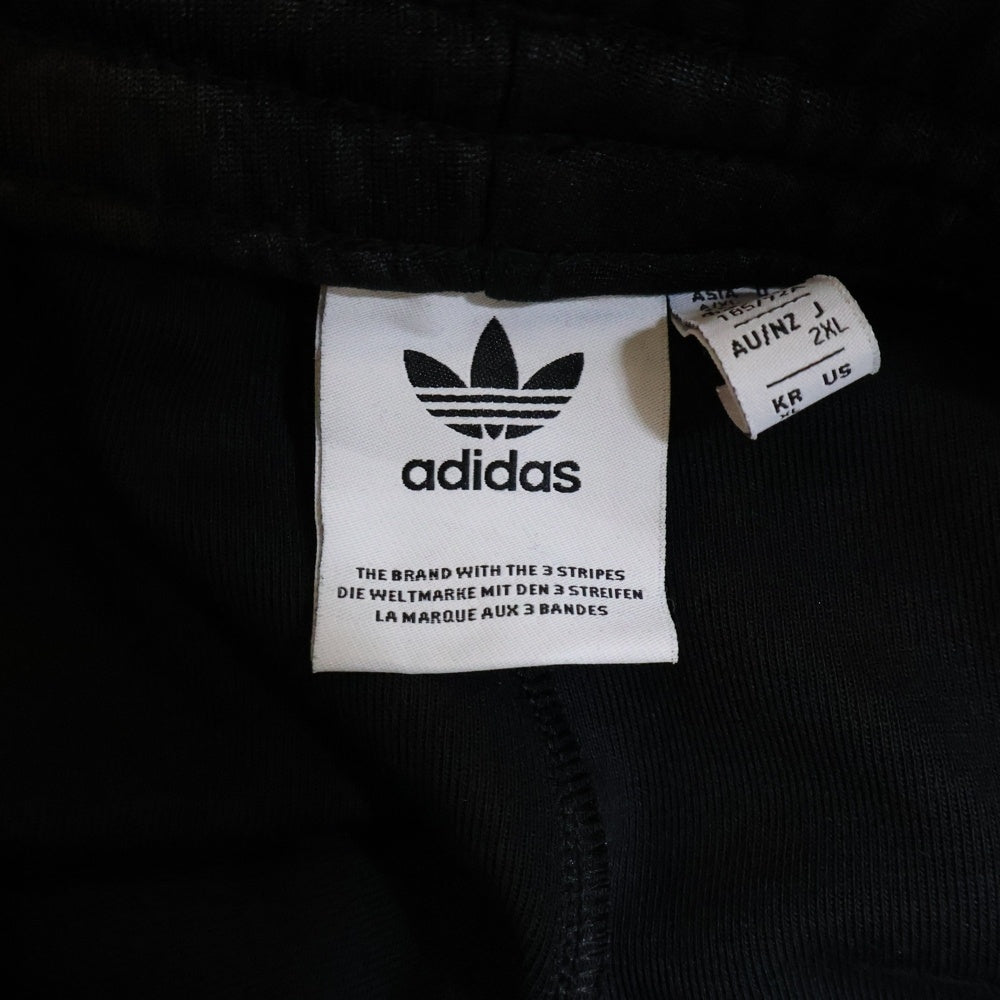 adidas
THE BRAND WITH THE 3 STRIPES
DIE WELTMARKE MIT DEN 3 STREIFEN
LA MARQUE AUX 3 BANDES
ASIA
AU/NZ J
2XL
KR US